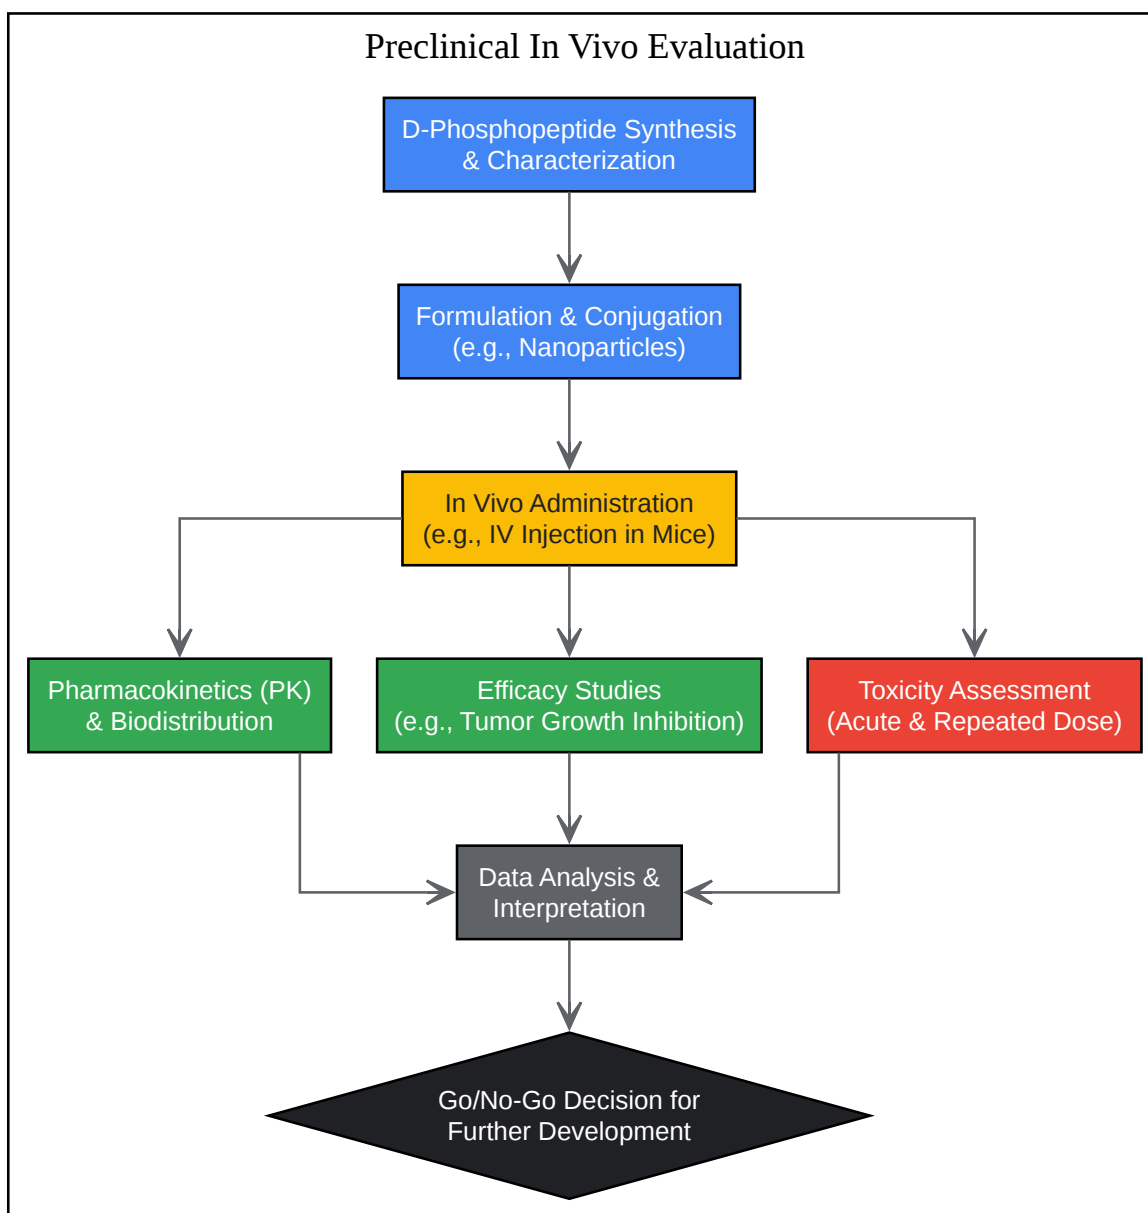 Preclinical In Vivo Evaluation
D-Phosphopeptide Synthesis
& Characterization
Formulation & Conjugation
(e.g., Nanoparticles)
In Vivo Administration
(e.g., IV Injection in Mice)
Pharmacokinetics (PK)
& Biodistribution
Efficacy Studies
(e.g., Tumor Growth Inhibition)
Toxicity Assessment
(Acute & Repeated Dose)
Data Analysis &
Interpretation
Go/No-Go Decision for
Further Development